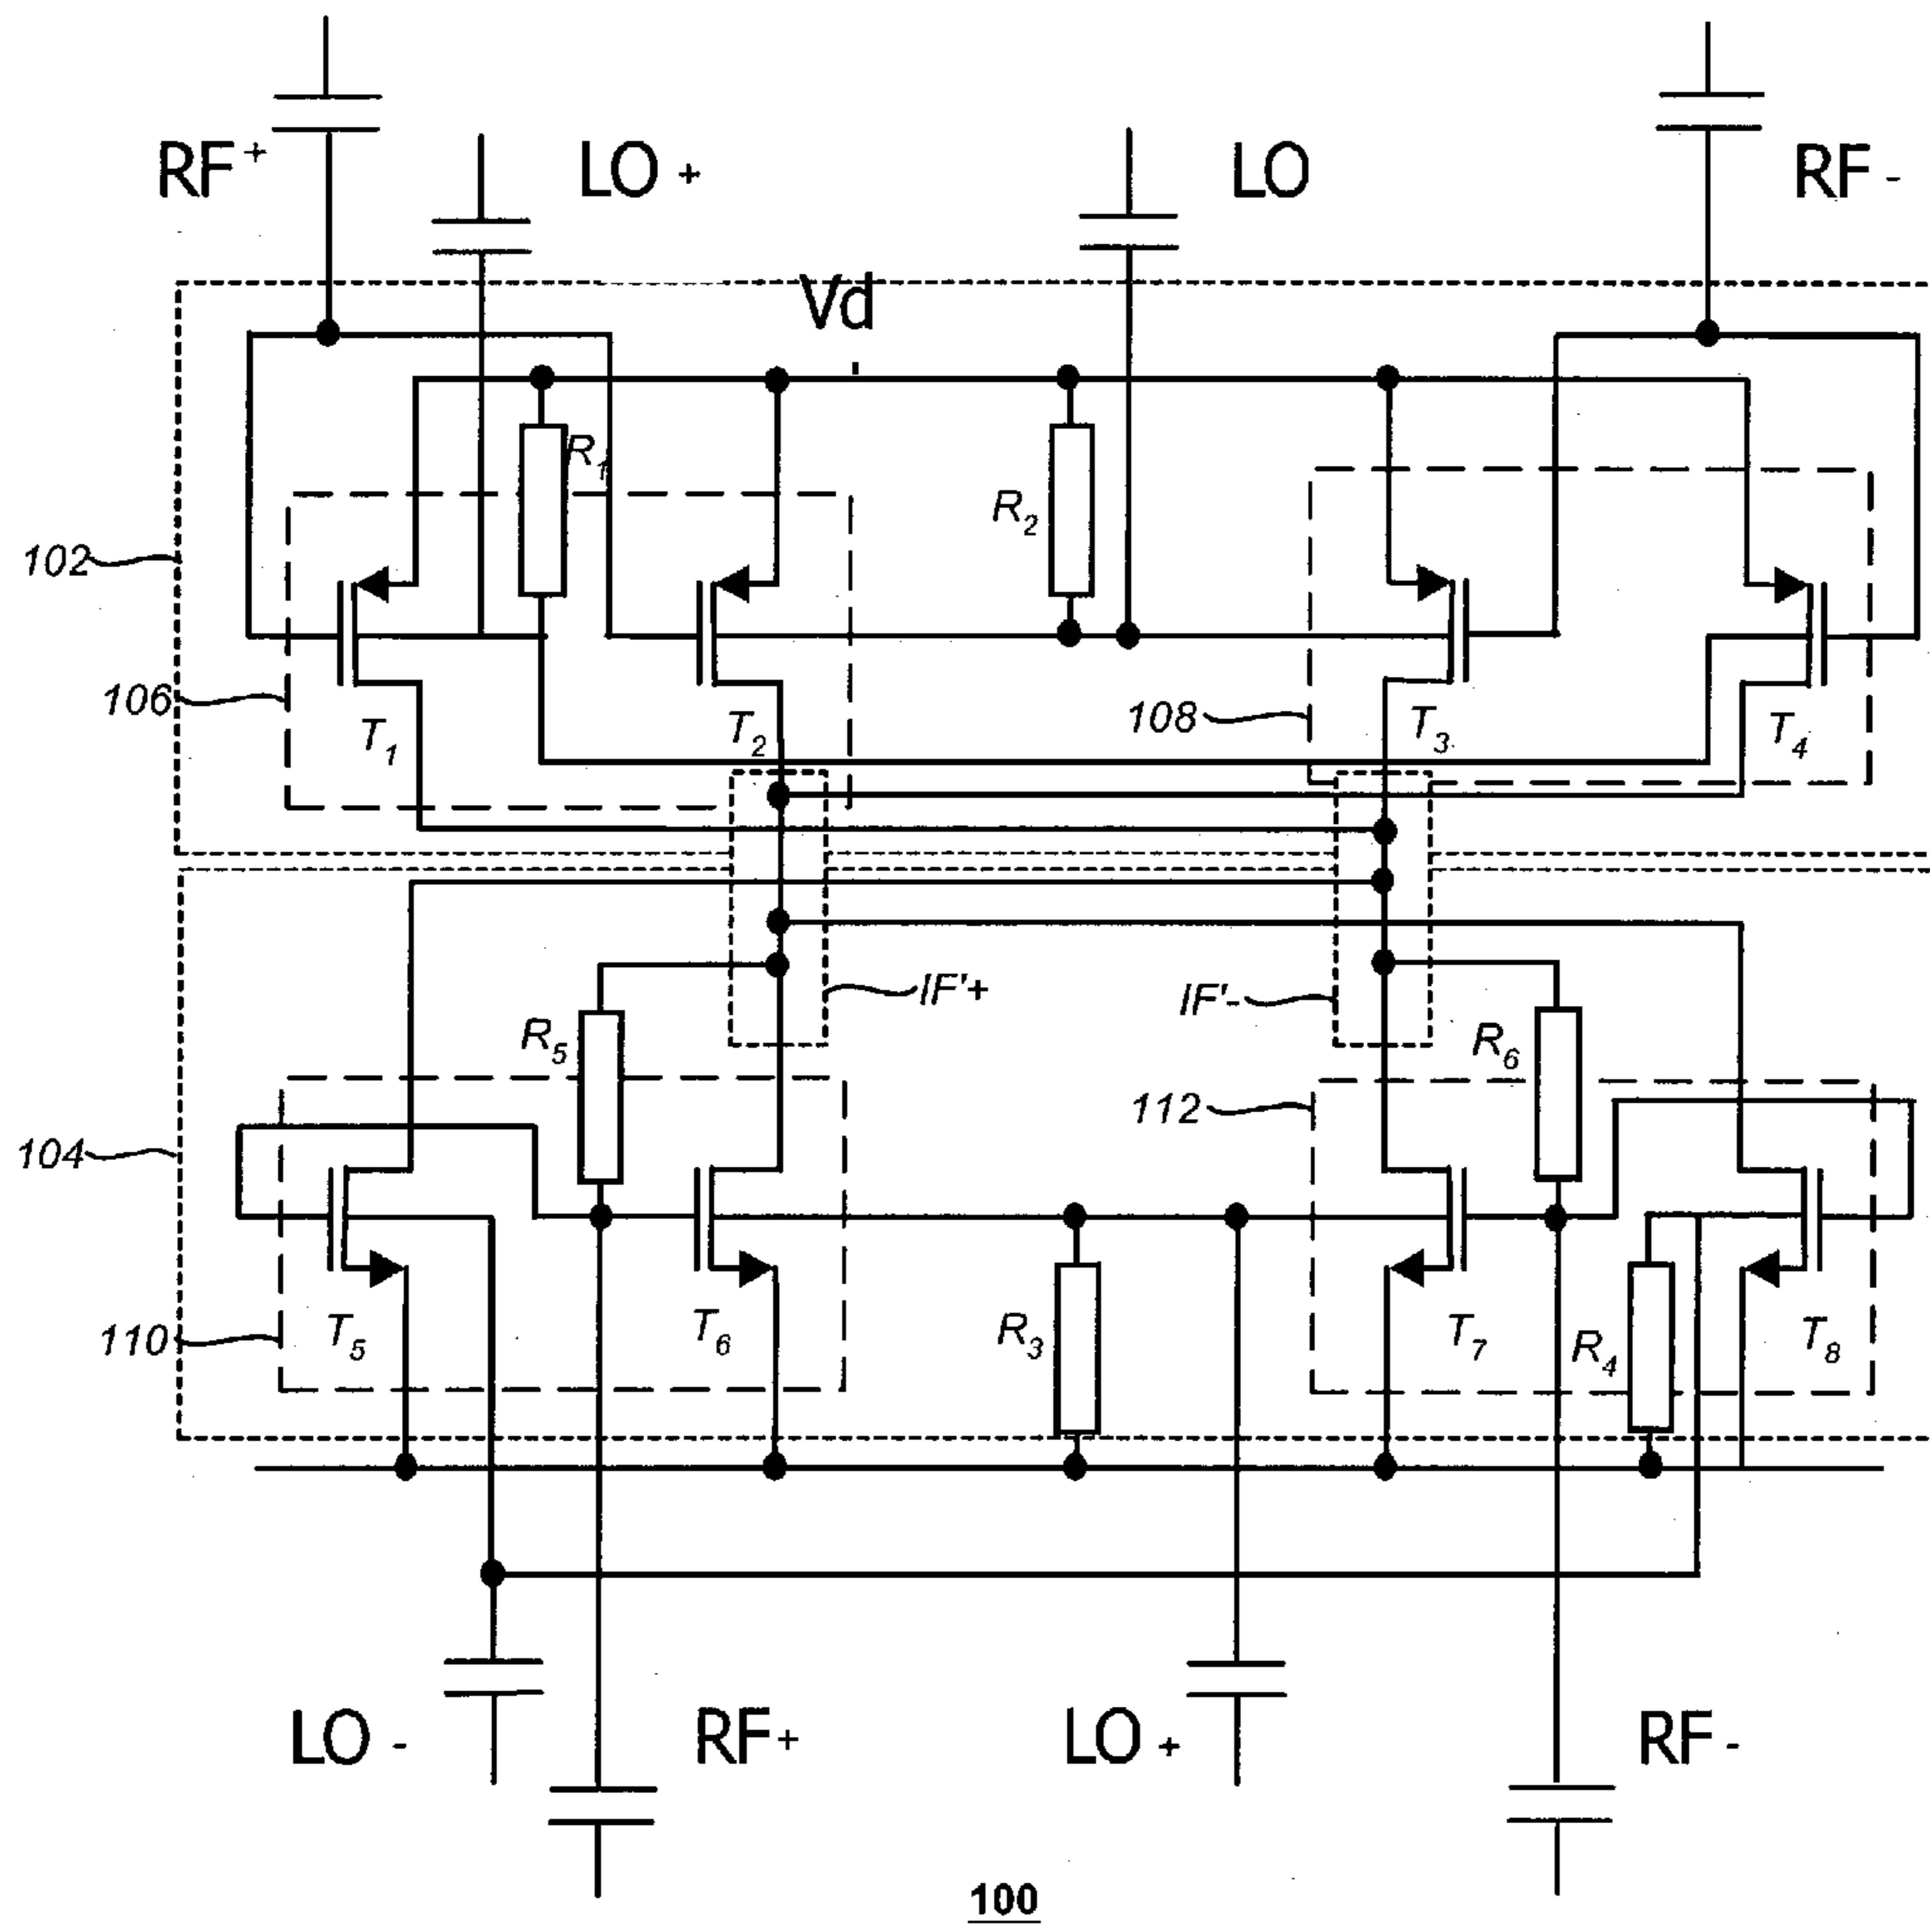 RF+ LO+ LO RF-
Vd
R1
R2
102
106
T1
T2
108
T3
T4
IF'+
IF'-
R5
R6
112
104
110
T5
T6
R3
T7
R4
T8
LO- RF+ LO+ RF-
100